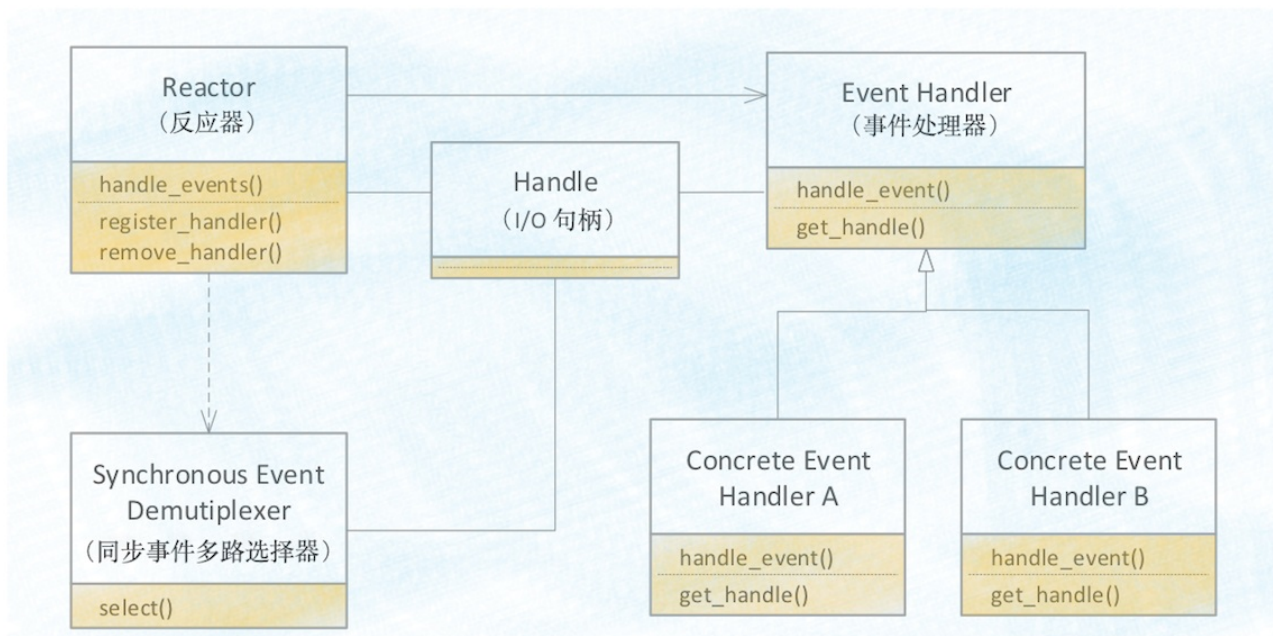 Reactor
（反应器）
handle_events()
register_handler()
remove_handler()
Handle
（I/O 句柄）
Event Handler
（事件处理器）
handle_event()
get_handle()
Synchronous Event
Demutiplexer
（同步事件多路选择器）
select()
Concrete Event
Handler A
handle_event()
get_handle()
Concrete Event
Handler B
handle_event()
get_handle()